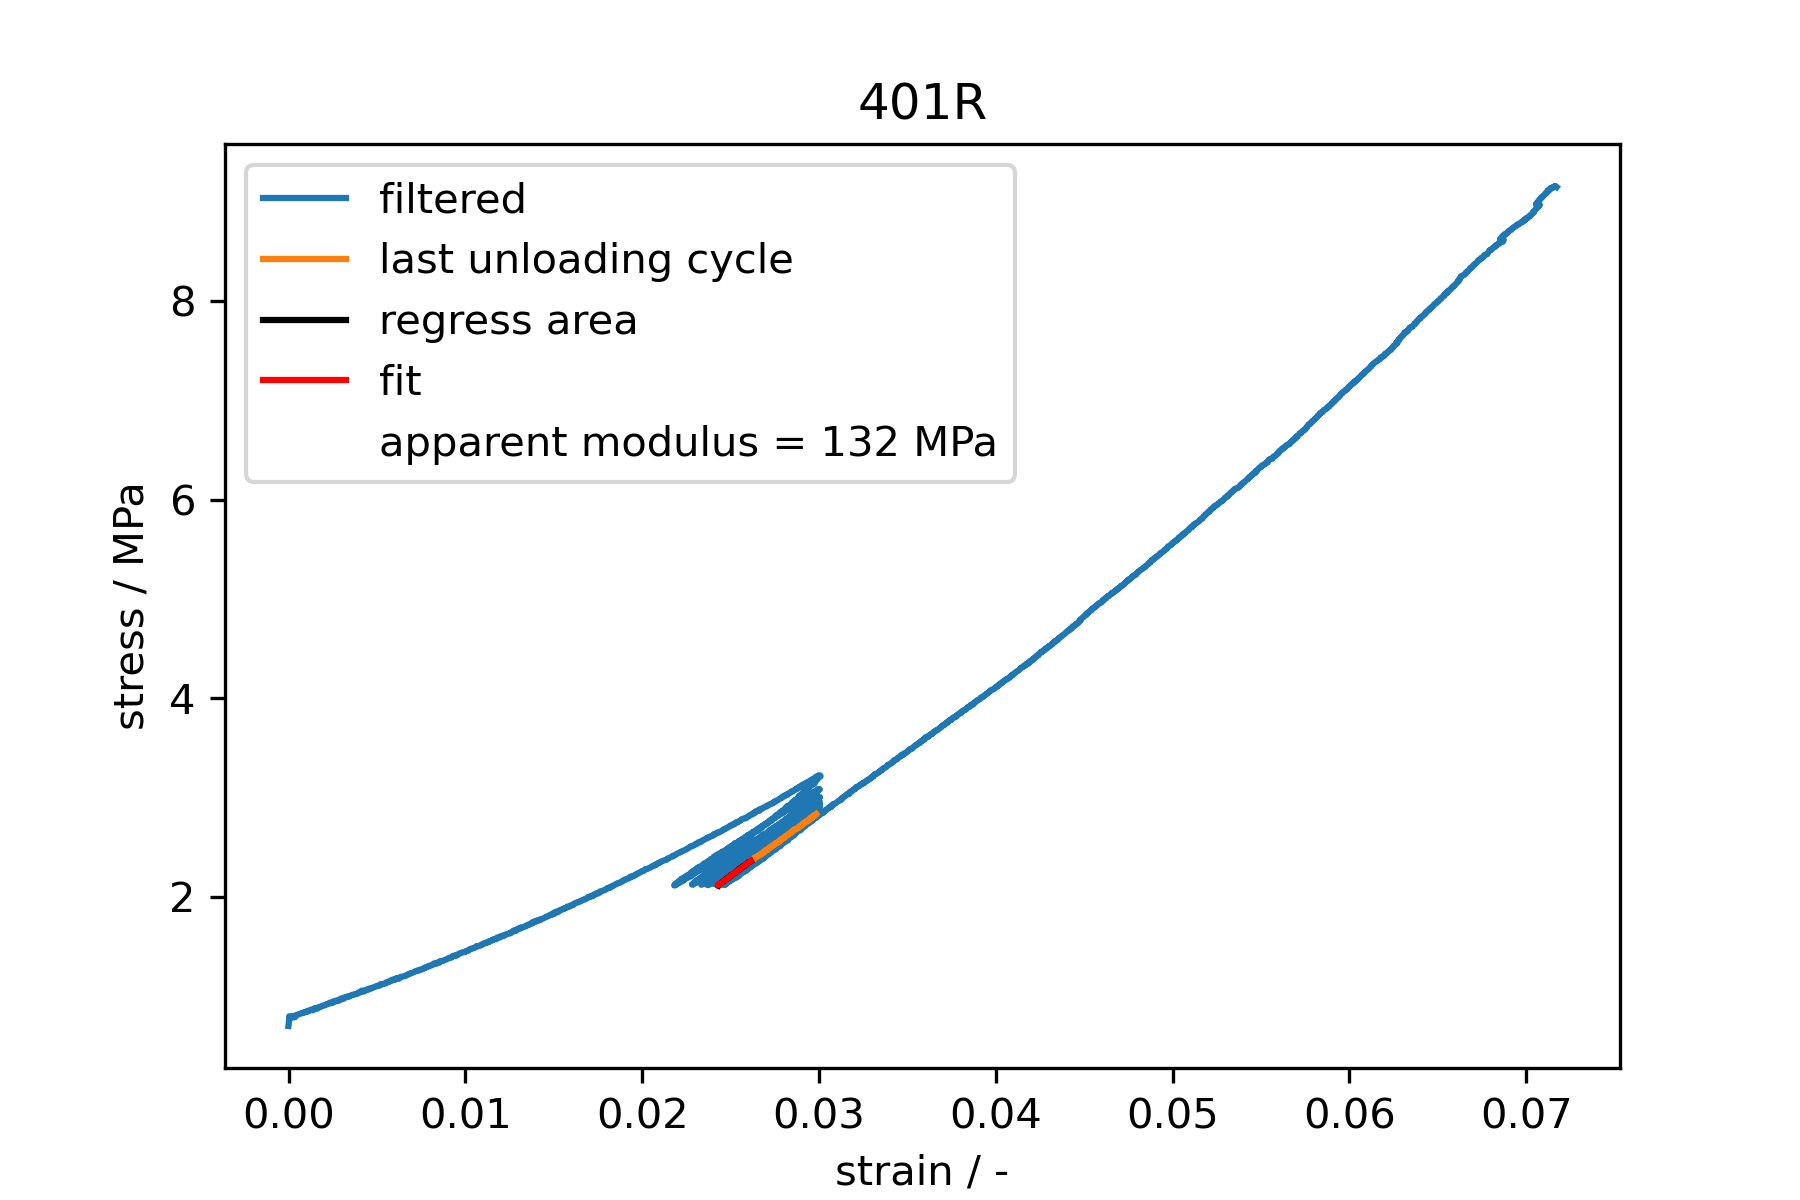 401R
filtered
last unloading cycle
regress area
fit
apparent modulus = 132 MPa
stress / MPa
8
6
4
2
0.00 0.01 0.02 0.03 0.04 0.05 0.06 0.07
strain / -